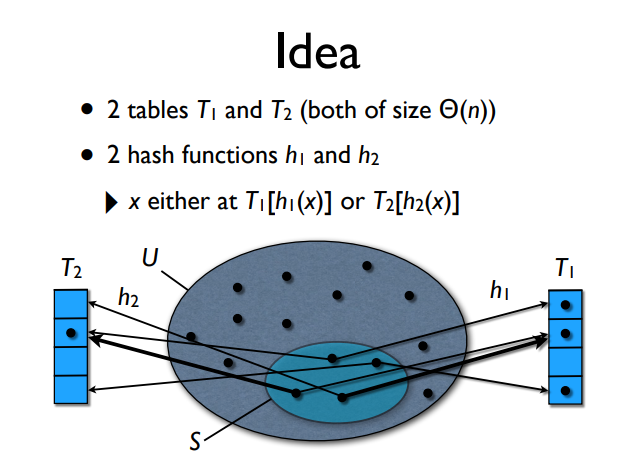 Idea
• 2 tables T₁ and T₂ (both of size Θ(n))
• 2 hash functions h₁ and h₂
▸ x either at T₁[h₁(x)] or T₂[h₂(x)]
T₂
U
T₁
h₂
h₁
S